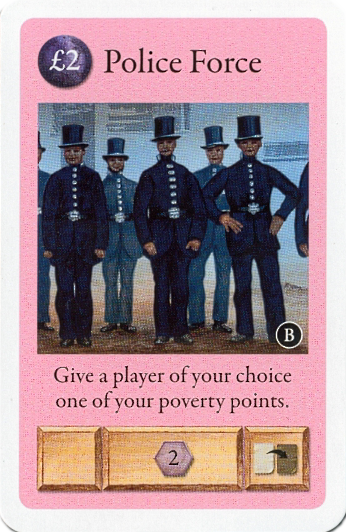 £2 Police Force
B
Give a player of your choice
one of your poverty points.
2